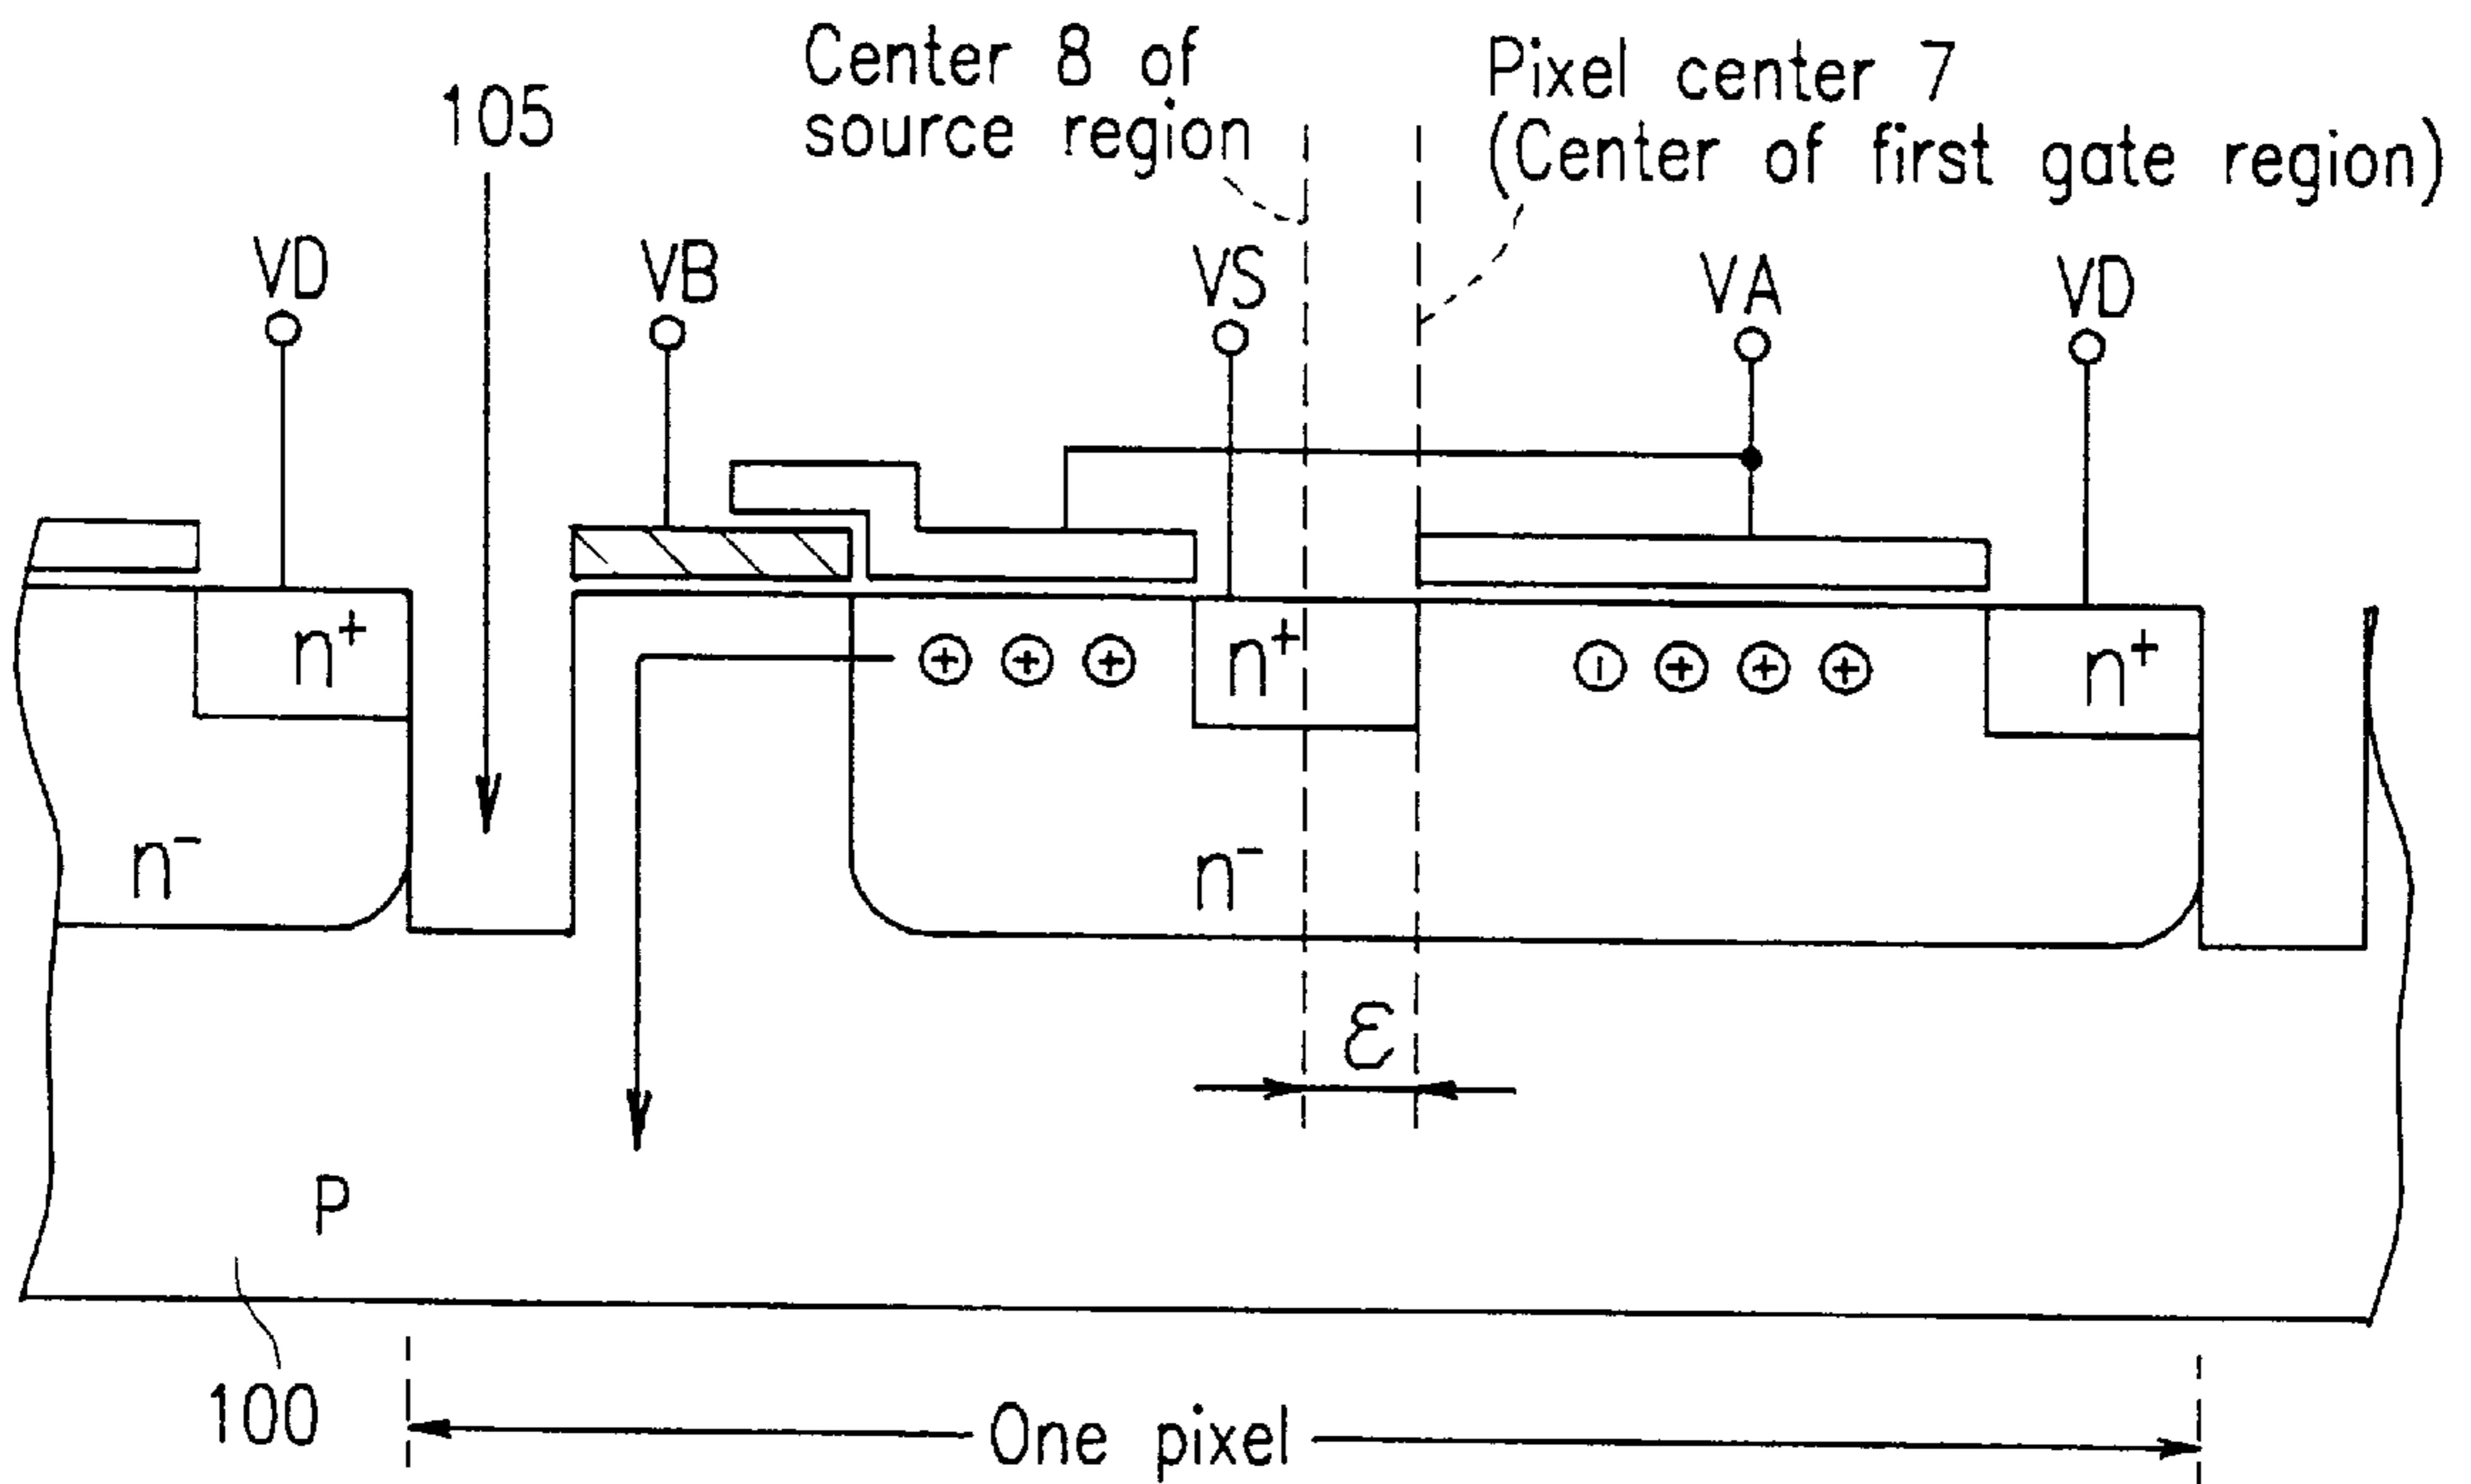 Center 8 of
source region
Pixel center 7
(Center of first gate region)
105
VD
VB
VS
VA
VD
n+
+ + +
n+
| + + +
n+
n−
n−
ε
P
100
One pixel